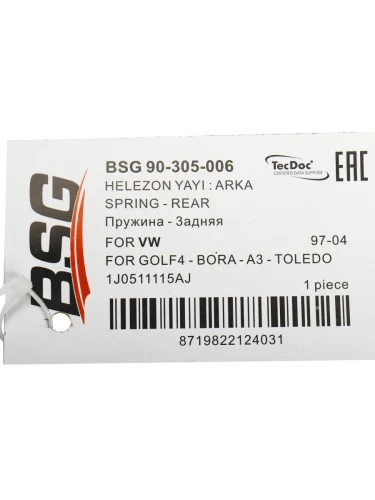 BSG
BSG 90-305-006
TecDoc
CERTIFIED DATA SUPPLIER
EAC
HELEZON YAYI : ARKA
SPRING - REAR
Пружина - Задняя
FOR VW 97-04
FOR GOLF4 - BORA - A3 - TOLEDO
1J0511115AJ
1 piece
8719822124031